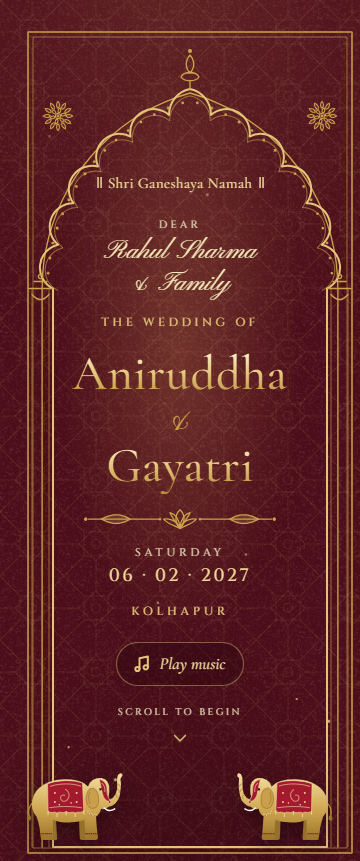 ॥ Shri Ganeshaya Namah ॥
DEAR
Rahul Sharma
& Family
THE WEDDING OF
Aniruddha
&
Gayatri
SATURDAY
06 · 02 · 2027
KOLHAPUR
Play music
SCROLL TO BEGIN